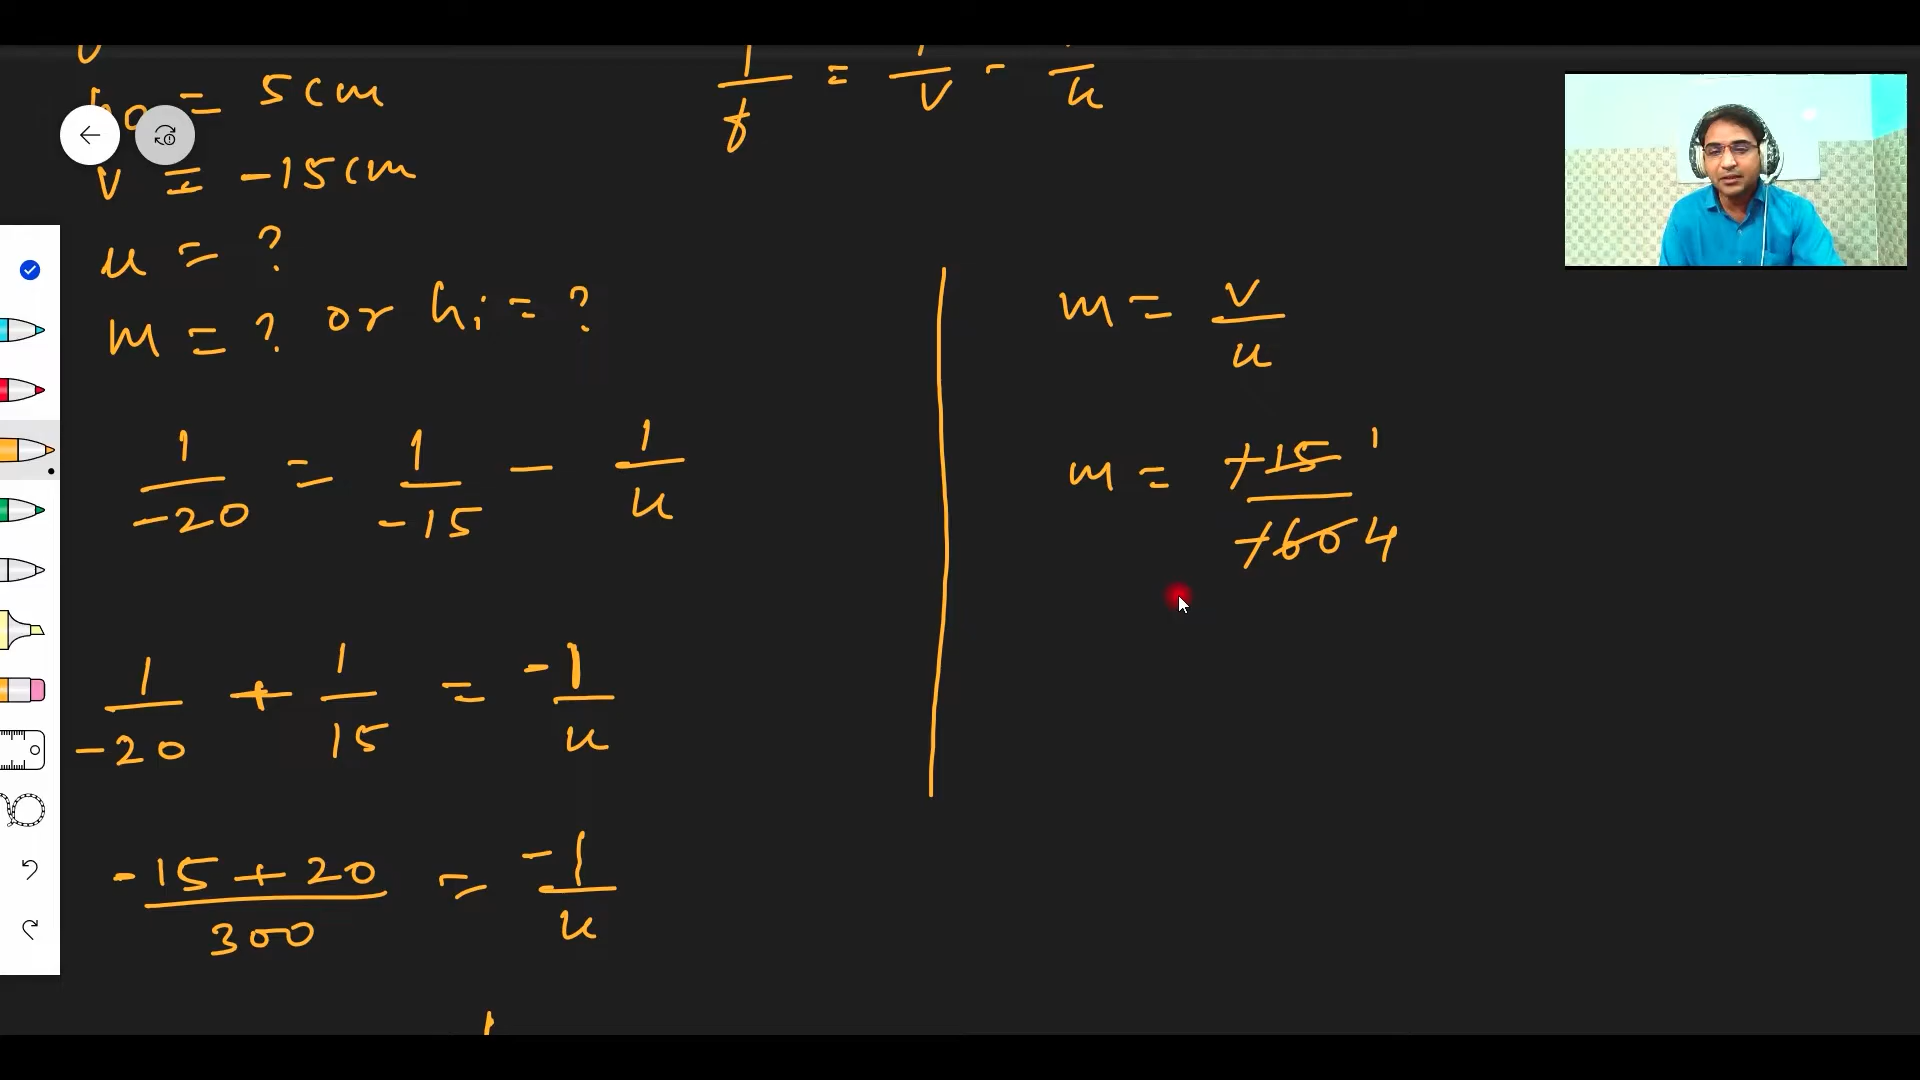 ho = 5cm
v = -15cm
u = ?
m = ? or hi = ?
1/-20 = 1/-15 - 1/u
1/-20 + 1/15 = -1/u
-15 + 20/300 = -1/u
1/f = 1/v - 1/u
m = v/u
m = -15 1/-60 4